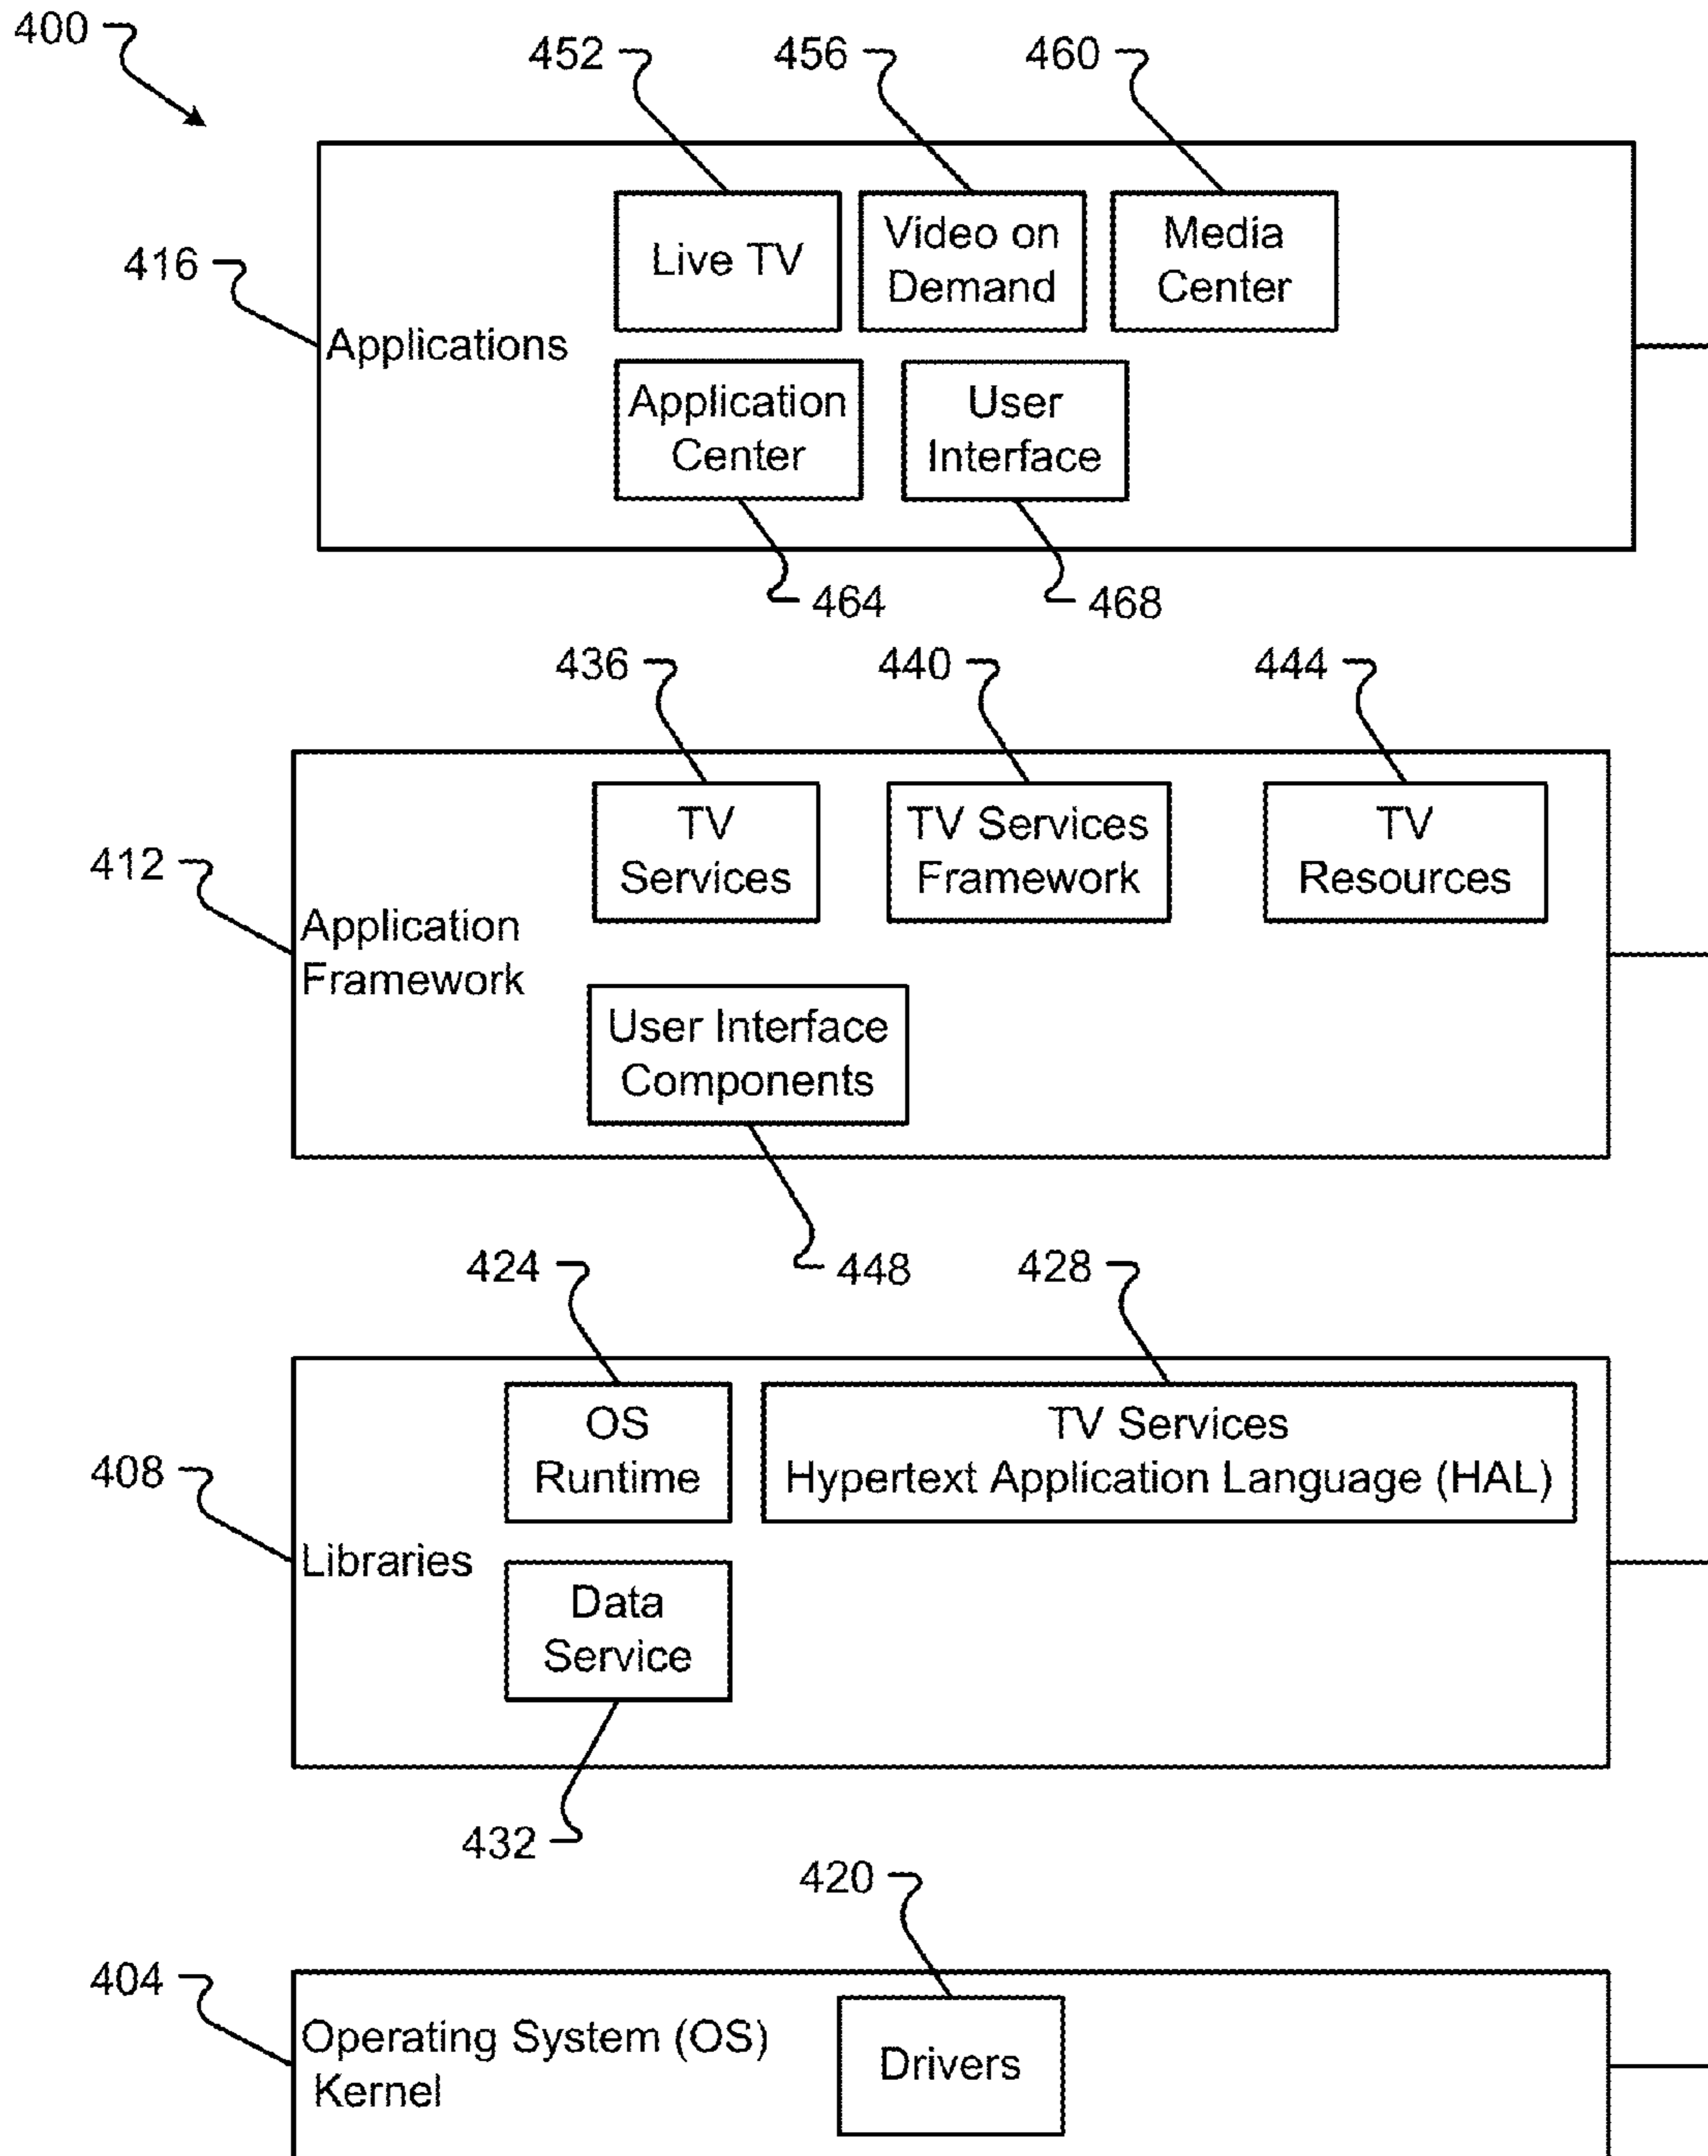 400
452
456
460
416
Applications
Live TV
Video on
Demand
Media
Center
Application
Center
User
Interface
464
468
436
440
444
412
Application
Framework
TV
Services
TV Services
Framework
TV
Resources
User Interface
Components
448
424
428
408
Libraries
OS
Runtime
TV Services
Hypertext Application Language (HAL)
Data
Service
432
420
404
Operating System (OS)
Kernel
Drivers